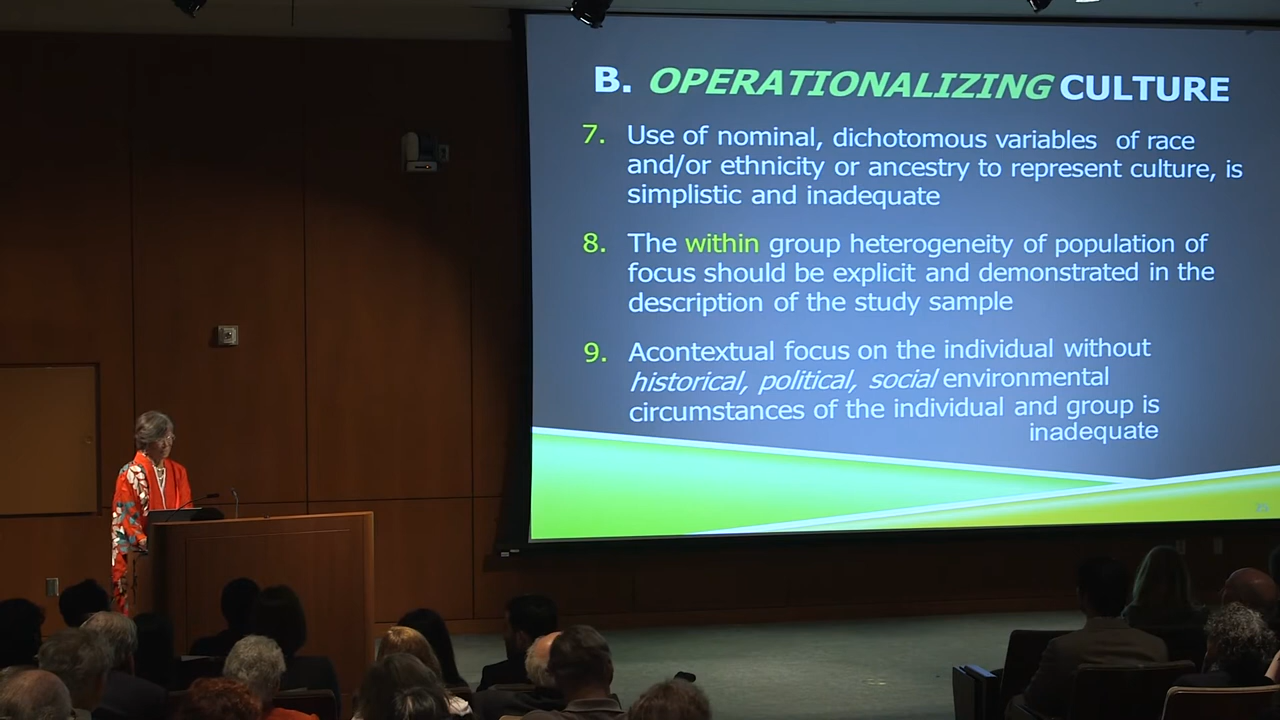 B. OPERATIONALIZING CULTURE
7. Use of nominal, dichotomous variables of race
and/or ethnicity or ancestry to represent culture, is
simplistic and inadequate
8. The within group heterogeneity of population of
focus should be explicit and demonstrated in the
description of the study sample
9. Acontextual focus on the individual without
historical, political, social environmental
circumstances of the individual and group is
inadequate